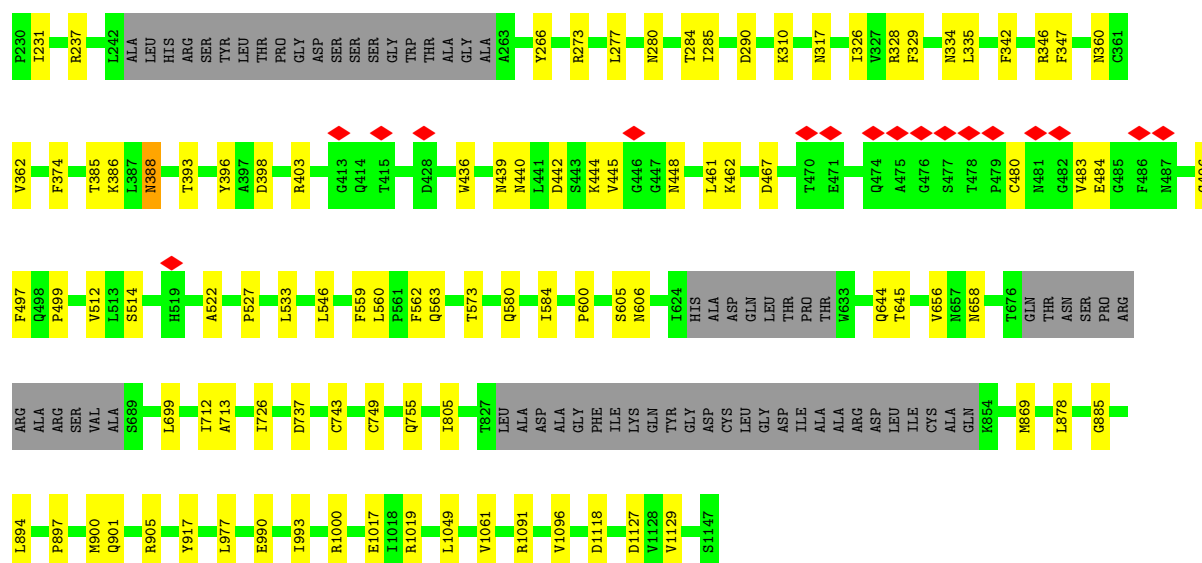 P230 I231 R237 L242 ALA LEU HIS ARG SER TYR LEU THR PRO GLY ASP SER SER SER GLY TRP THR ALA GLY ALA A263 Y266 R273 L277 N280 T284 I285 D290 K310 N317 I326 V327 R328 F329 N334 L335 F342 R346 F347 N360 C361
V362 F374 T385 K386 L387 N388 T393 Y396 A397 D398 R403 G413 Q414 T415 D428 W436 N439 N440 L441 D442 S443 K444 V445 G446 G447 N448 L461 K462 D467 T470 E471 Q474 A475 G476 S477 T478 P479 C480 N481 G482 V483 E484 G485 F486 N487
F497 Q498 P499 V512 L513 S514 H519 A522 P527 L533 L546 F559 L560 P561 F562 Q563 T573 Q580 I584 P600 S605 N606 I624 HIS ALA ASP GLN LEU THR PRO THR W633 Q644 T645 V656 N657 N658 T676 GLN THR ASN SER PRO ARG
ARG ALA ARG SER VAL ALA S689 L699 I712 A713 I726 D737 C743 C749 Q755 I805 T827 LEU ALA ASP ALA GLY PHE ILE LYS GLN TYR GLY ASP CYS LEU GLY ASP ILE ALA ALA ARG ASP LEU ILE CYS ALA GLN K854 M869 L878 G885
L894 P897 M900 Q901 R905 Y917 L977 E990 I993 R1000 E1017 I1018 R1019 L1049 V1061 R1091 V1096 D1118 D1127 V1128 V1129 S1147